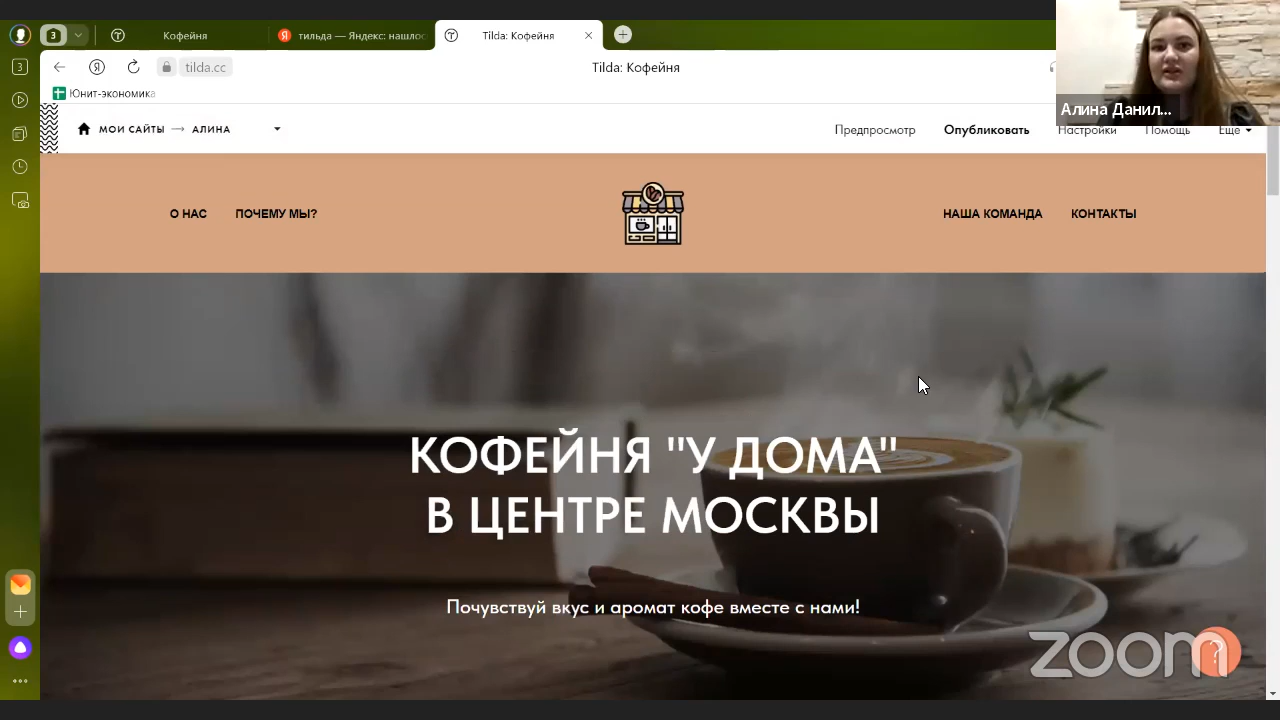 3
Кофейня
тильда — Яндекс: нашлос
Tilda: Кофейня
3
tilda.cc
Tilda: Кофейня
Юнит-экономика
МОИ САЙТЫ → АЛИНА
Предпросмотр
Опубликовать
Настройки
Помощь
Еще
Алина Данил...
О НАС
ПОЧЕМУ МЫ?
НАША КОМАНДА
КОНТАКТЫ
КОФЕЙНЯ "У ДОМА"
В ЦЕНТРЕ МОСКВЫ
Почувствуй вкус и аромат кофе вместе с нами!
zoom
?